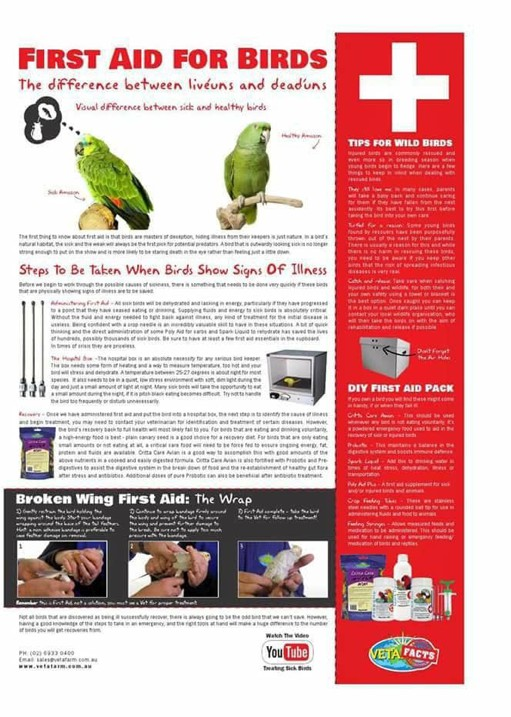 FIRST AID FOR BIRDS
The difference between liveuns and dead'uns
Visual difference between sick and healthy birds
Healthy Amazon
Sick Amazon
The first thing to know about first aid is that birds are masters of deception, hiding illness from their keepers is just nature. In a bird's
natural habitat, the sick and the weak will always be the first pick for potential predators. A bird that is outwardly looking sick is no longer
strong enough to put on the show and is more likely to be staring death in the eye rather than feeling just a little down.
Steps To Be Taken When Birds Show Signs Of Illness
Before we begin to work through the possible causes of sickness, there is something that needs to be done very quickly if these birds
that are physically showing signs of illness are to be saved.
Administering First Aid - All sick birds will be dehydrated and lacking in energy, particularly if they have progressed
to a point that they have ceased eating or drinking. Supplying fluids and energy to sick birds is absolutely critical.
Without the fluid and energy needed to fight back against illness, any kind of treatment for the initial disease is
useless. Being confident with a crop needle is an incredibly valuable skill to have in these situations. A bit of quick
thinking and the direct administration of some Poly Aid for carbs and Spark Liquid to rehydrate has saved the lives
of hundreds, possibly thousands of sick birds. Be sure to have at least a few first aid essentials in the cupboard.
In times of crisis they are priceless.
The Hospital Box - The hospital box is an absolute necessity for any serious bird keeper.
The box needs some form of heating and a way to measure temperature, too hot and your
bird will stress and dehydrate. A temperature between 25-27 degrees is about right for most
species. It also needs to be in a quiet, low stress environment with soft, dim light during the
day and just a small amount of light at night. Many sick birds will take the opportunity to eat
a small amount during the night, if it is pitch black eating becomes difficult. Try not to handle
the bird too frequently or disturb unnecessarily.
Recovery - Once we have administered first aid and put the bird into a hospital box, the next step is to identify the cause of illness
and begin treatment, you may need to contact your veterinarian for identification and treatment of certain diseases. However,
the bird's recovery back to full it's health will most likely fall to you. For birds that are eating and drinking voluntarily,
a high-energy food is best - plain canary seed is a good choice for a recovery diet. For birds that are only eating
small amounts or not eating at all, a critical care food will need to be force fed to ensure ongoing energy, fat,
protein and fluids are available. Critta Care Avian is a good way to accomplish this with good amounts of the
above nutrients in a cooked and easily digested formula. Critta Care Avian is also fortified with Probotic and Pre-
digestives to assist the digestive system in the break down of food and the re-establishment of healthy gut flora
after stress and antibiotics. Additional doses of pure Probotic can also be beneficial after antibiotic treatment.
Broken Wing First Aid: The Wrap
1) Gently restrain the bird holding the
wing against the body. Start your bandage
wrapping around the base of the tail feathers.
Hint: a non adhesive bandage is preferable to
use feather damage on removal.
2) Continue to wrap bandage firmly around
the body and wing of the bird to secure
the wing and prevent further damage to
the break. Be sure not to apply too much
pressure with the bandage.
3) First Aid complete - take the bird
to the Vet for follow up treatment!
1
2
3
Remember this is First Aid, not a solution, you must see a Vet for proper treatment!
Not all birds that are discovered as being ill successfully recover, there is always going to be the odd bird that we can't save. However,
having a good knowledge of the steps to take in an emergency, and the right tools at hand will make a huge difference to the number
of birds you will get recoveries from.
PH: (02) 6933 0400
Email: sales@vetafarm.com.au
www.vetafarm.com.au
Watch The Video
YouTube
Treating Sick Birds
TIPS FOR WILD BIRDS
Injured birds are commonly rescued and
even more so in breeding season when
young birds begin to fledge. Here are a few
things to keep in mind when dealing with
rescued birds.
They still love me: In many cases, parents
will take a baby back and continue caring
for them if they have fallen from the nest
accidently. It's best to try this first before
taking the bird into your own care.
Turfed for a reason: Some young birds
found by rescuers have been purposefully
thrown out of the nest by their parents.
There is usually a reason for this and while
there is no harm in rescuing these birds,
you need to be aware if you keep other
birds that the risk of spreading infectious
diseases is very real.
Catch and release: Take care when catching
injured birds and wildlife, for both their and
your own safety using a towel or blanket is
the best option. Once caught you can keep
it in a box in a quiet dark place until you can
contact your local wildlife organisation, who
will then take the birds on with the aim of
rehabilitation and release if possible.
Don't Forget
The Air Holes
DIY FIRST AID PACK
If you own a bird you will find these might come
in handy, if or when they fall ill:
Critta Care Avian - This should be used
whenever any bird is not eating voluntarily. It's
a powdered emergency food used to aid in the
recovery of sick or injured birds.
Probotic - This maintains a balance in the
digestive system and boosts immune defence.
Spark Liquid - Add this to drinking water in
times of heat stress, dehydration, illness or
transportation.
Poly Aid Plus - A first aid supplement for sick
and/or injured birds and animals.
Crop Feeding Tubes - These are stainless
steel needles with a rounded ball tip for use in
administering fluids and food to animals.
Feeding Syringes - Allows measured feeds and
medication to be administered. This should be
used for hand raising or emergency feeding/
medication of birds and reptiles.
VETA FACTS